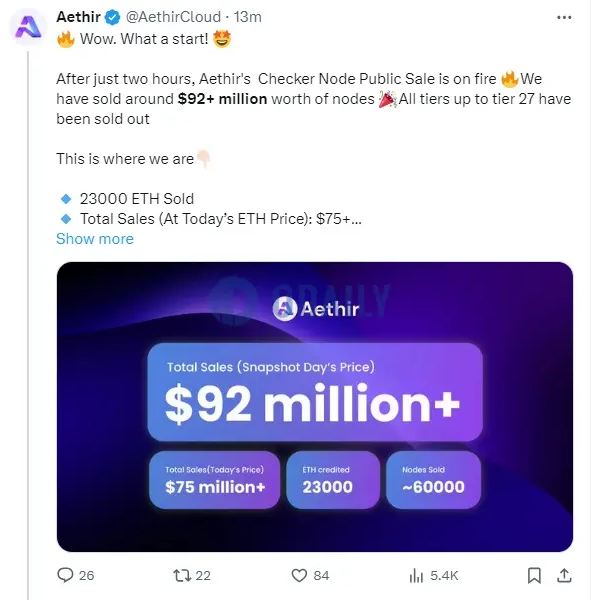 Aethir @AethirCloud · 13m
🔥 Wow. What a start! 🤩
After just two hours, Aethir's  Checker Node Public Sale is on fire 🔥We
have sold around $92+ million worth of nodes 🎉All tiers up to tier 27 have
been sold out
This is where we are👇🏻
🔹 23000 ETH Sold
🔹 Total Sales (At Today’s ETH Price): $75+...
Show more
ODAILY
Aethir
Total Sales (Snapshot Day’s Price)
$92 million+
Total Sales(Today’s Price)
$75 million+
ETH credited
23000
Nodes Sold
~60000
26
22
84
5.4K